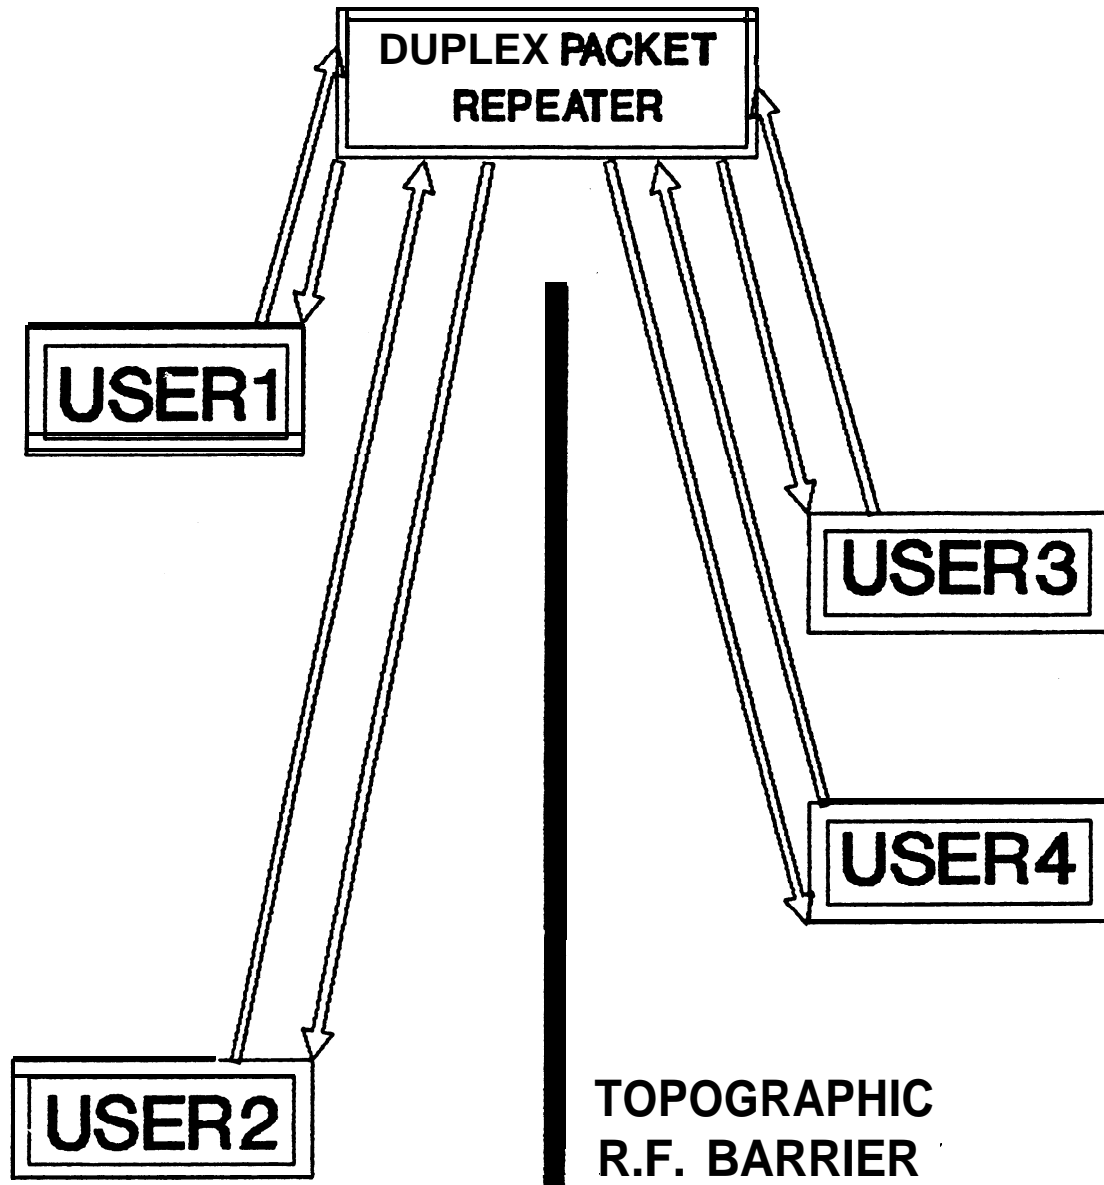 DUPLEX PACKET
REPEATER
USER1
USER3
USER4
USER2
TOPOGRAPHIC
R.F. BARRIER